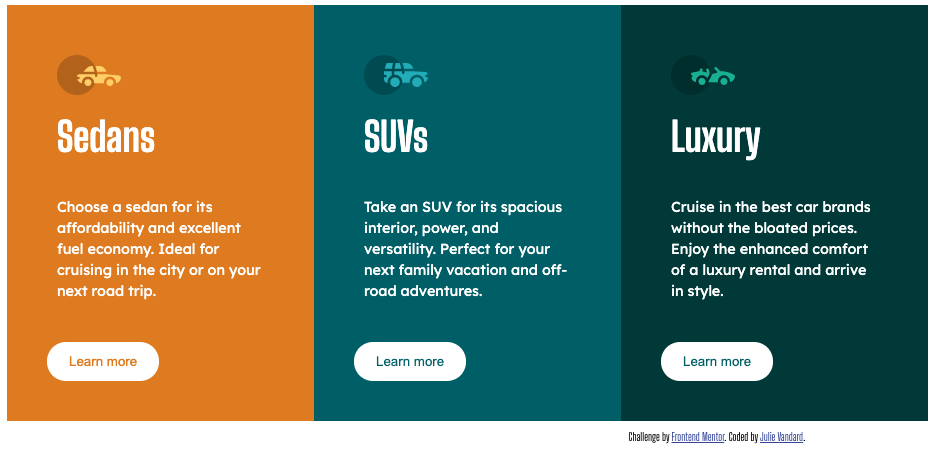 Sedans
Choose a sedan for its
affordability and excellent
fuel economy. Ideal for
cruising in the city or on your
next road trip.
Learn more
SUVs
Take an SUV for its spacious
interior, power, and
versatility. Perfect for your
next family vacation and off-
road adventures.
Learn more
Luxury
Cruise in the best car brands
without the bloated prices.
Enjoy the enhanced comfort
of a luxury rental and arrive
in style.
Learn more
Challenge by Frontend Mentor. Coded by Julie Vandard.